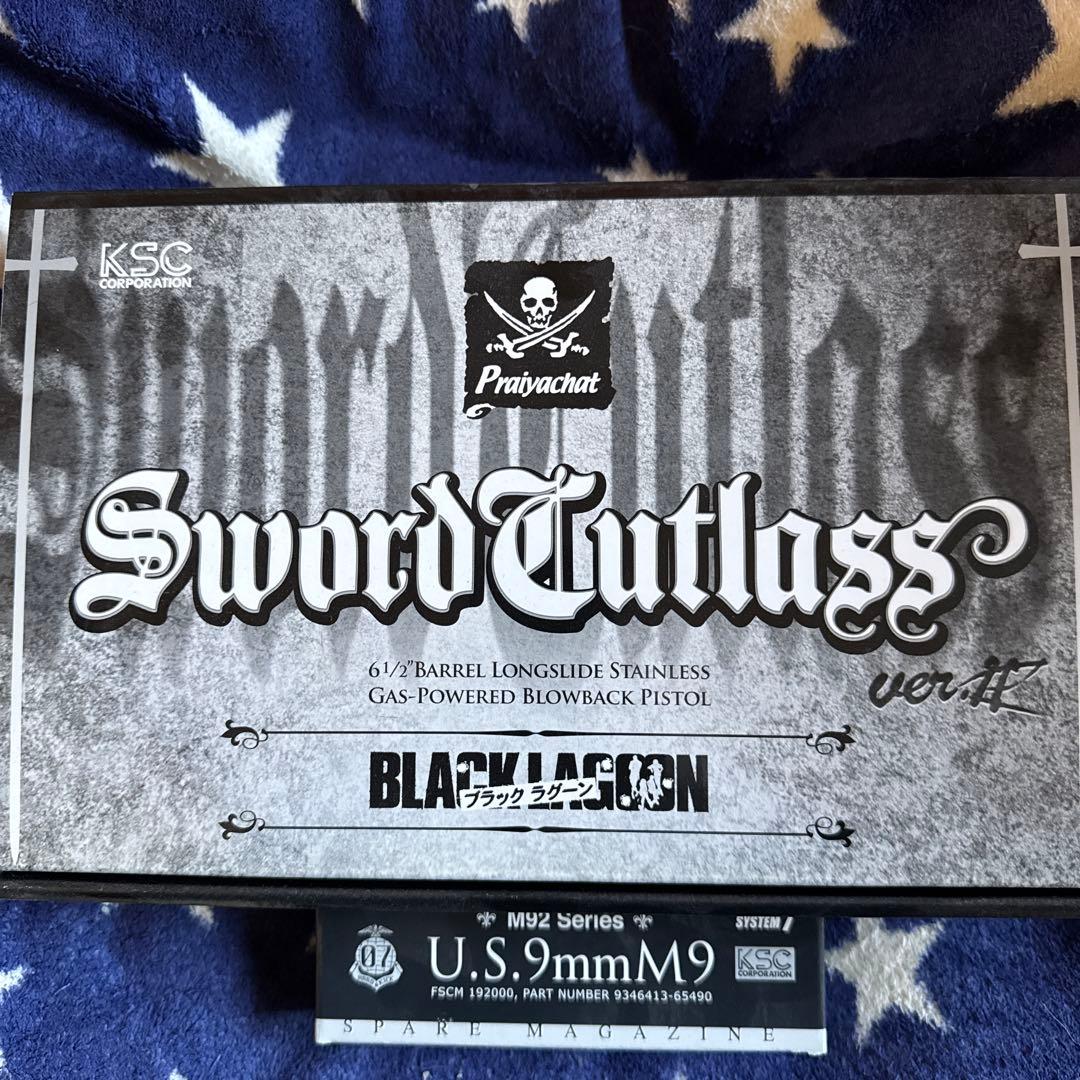 KSC
CORPORATION
Praiyachat
Sword Cutlass
6 1/2" BARREL LONGSLIDE STAINLESS
GAS-POWERED BLOWBACK PISTOL
ver.
BLACK LAGOON
ブラック ラグーン
M92 Series
SYSTEM 7
07
U.S.9mmM9
KSC
CORPORATION
FSCM 192000, PART NUMBER 9346413-65490
SPARE MAGAZINE